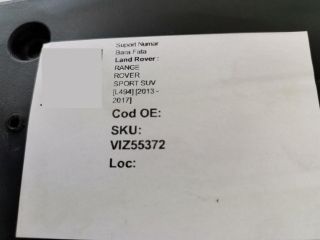 Suport Numar
Bara Fata
Land Rover :
RANGE
ROVER
SPORT SUV
[L494] [2013 -
2017]
Cod OE:
SKU:
VIZ55372
Loc: